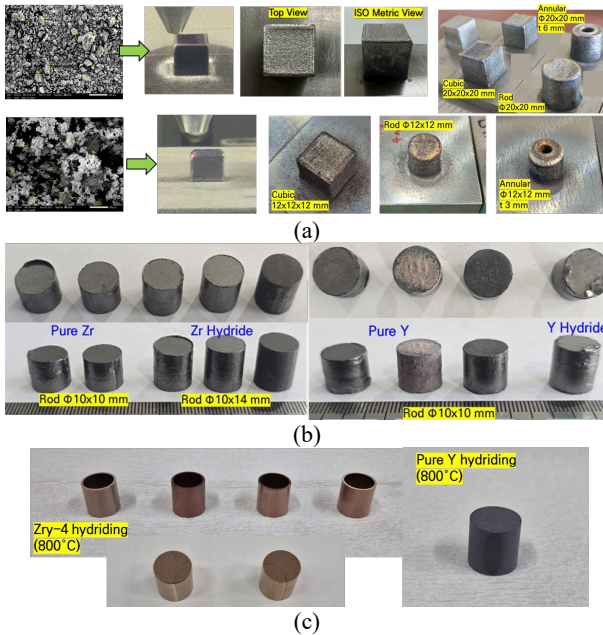 Top View
ISO Metric View
Annular
Φ20x20 mm
t 6 mm
Cubic
20x20x20 mm
Rod
Φ20x20 mm
Rod Φ12x12 mm
Cubic
12x12x12 mm
Annular
Φ12x12 mm
t 3 mm
(a)
Pure Zr
Zr Hydride
Pure Y
Y Hydride
Rod Φ10x10 mm
Rod Φ10x14 mm
Rod Φ10x10 mm
(b)
Pure Y hydriding
(800˚C)
Zry-4 hydriding
(800˚C)
(c)